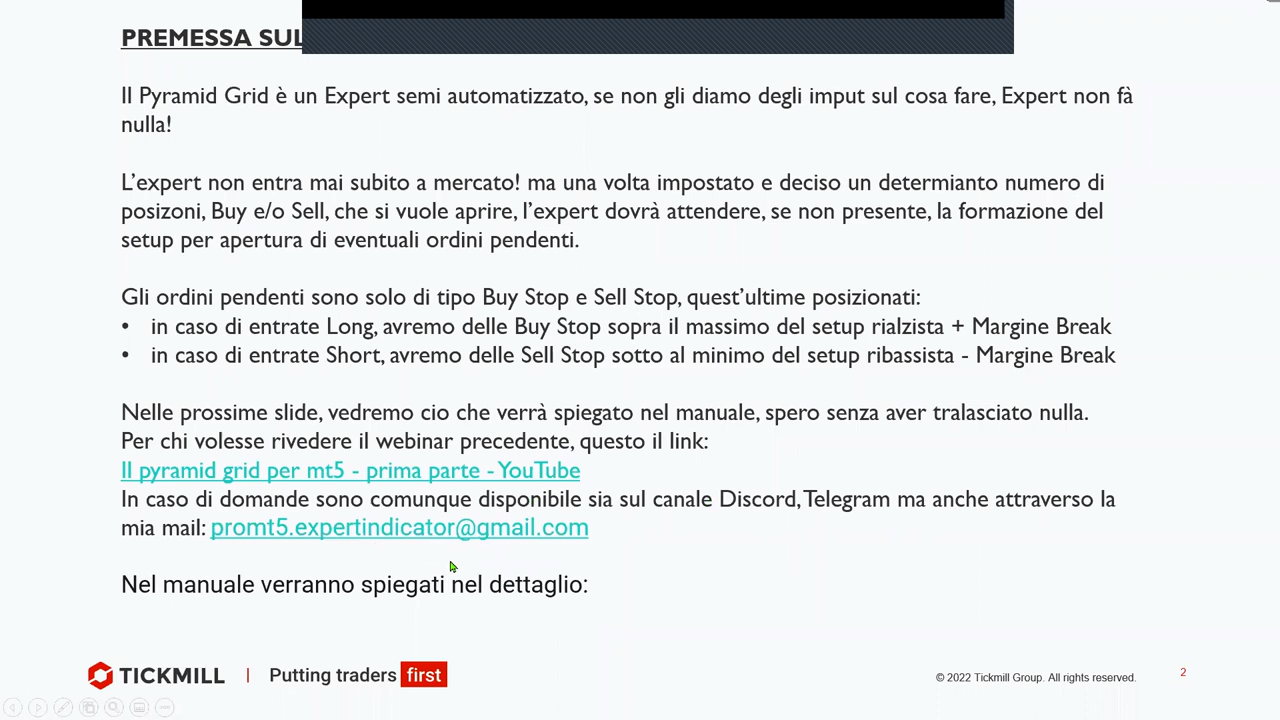 PREMESSA SUL
Il Pyramid Grid è un Expert semi automatizzato, se non gli diamo degli imput sul cosa fare, Expert non fà
nulla!
L’expert non entra mai subito a mercato! ma una volta impostato e deciso un determianto numero di
posizoni, Buy e/o Sell, che si vuole aprire, l’expert dovrà attendere, se non presente, la formazione del
setup per apertura di eventuali ordini pendenti.
Gli ordini pendenti sono solo di tipo Buy Stop e Sell Stop, quest’ultime posizionati:
• in caso di entrate Long, avremo delle Buy Stop sopra il massimo del setup rialzista + Margine Break
• in caso di entrate Short, avremo delle Sell Stop sotto al minimo del setup ribassista - Margine Break
Nelle prossime slide, vedremo cio che verrà spiegato nel manuale, spero senza aver tralasciato nulla.
Per chi volesse rivedere il webinar precedente, questo il link:
Il pyramid grid per mt5 - prima parte - YouTube
In caso di domande sono comunque disponibile sia sul canale Discord, Telegram ma anche attraverso la
mia mail: promt5.expertindicator@gmail.com
Nel manuale verranno spiegati nel dettaglio:
TICKMILL | Putting traders first
© 2022 Tickmill Group. All rights reserved.
2